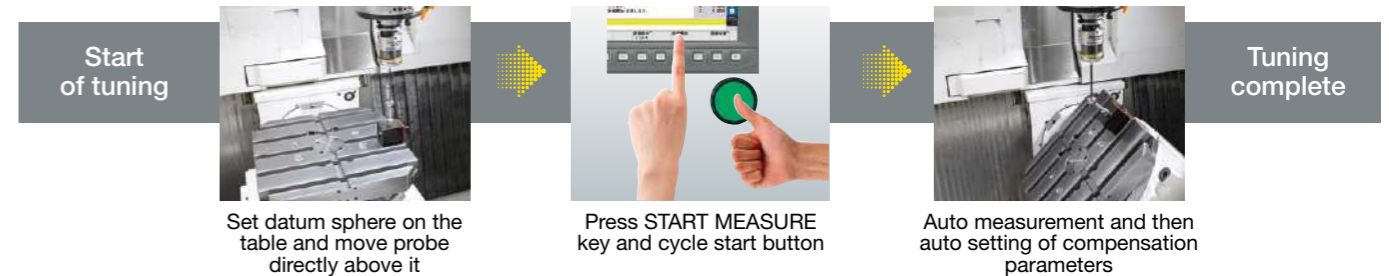 Start
of tuning
Set datum sphere on the
table and move probe
directly above it
Press START MEASURE
key and cycle start button
Auto measurement and then
auto setting of compensation
parameters
Tuning
complete